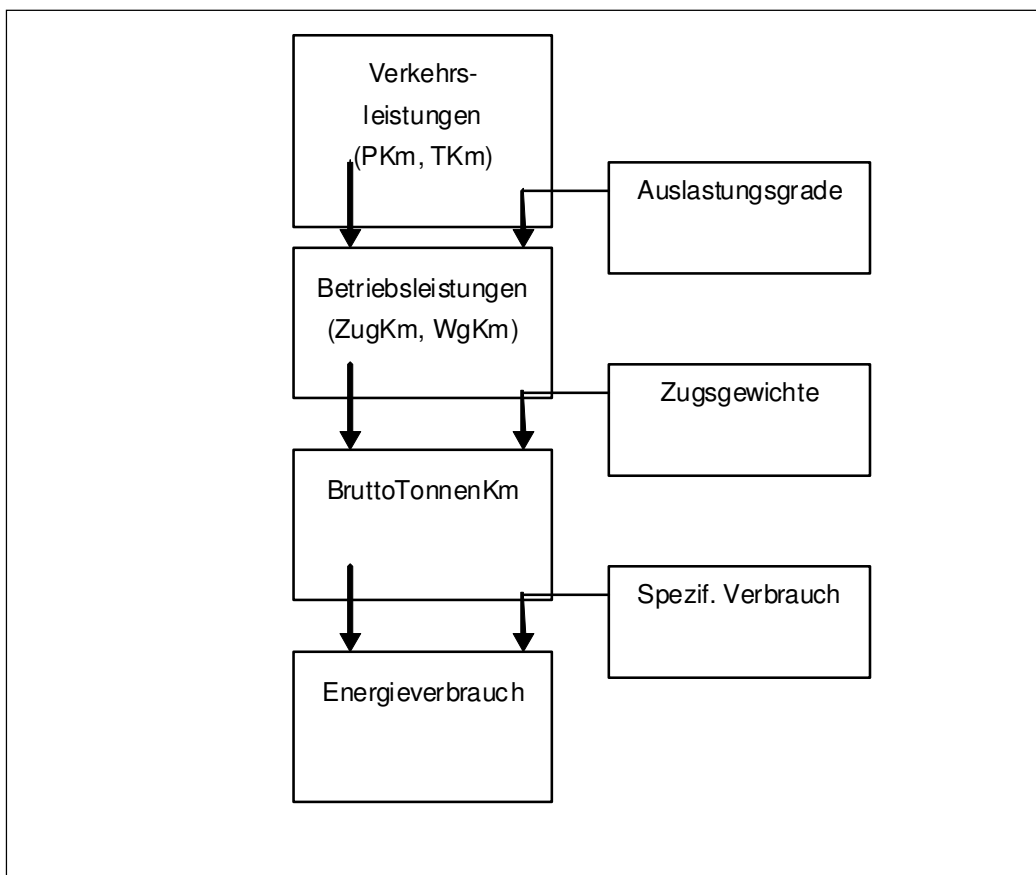 Verkehrs-
leistungen
(PKm, TKm)
Auslastungsgrade
Betriebsleistungen
(ZugKm, WgKm)
Zugsgewichte
BruttoTonnenKm
Spezif. Verbrauch
Energieverbrauch